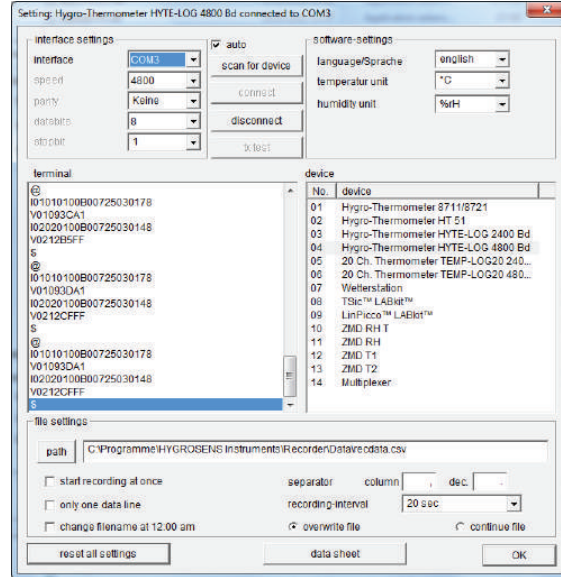 Setting: Hygro-Thermometer HYTE-LOG 4800 Bd connected to COM3
interface settings
interface COM3
speed 4800
parity Keine
databits 8
stopbit 1
auto
scan for device
connect
disconnect
tx test
software-settings
language/Sprache english
temperatur unit °C
humidity unit %rH
terminal
@
I01010100B00725030178
V01093CA1
I02020100B00725030148
V0212B5FF
S
@
I01010100B00725030178
V01093DA1
I02020100B00725030148
V0212CFFF
S
@
I01010100B00725030178
V01093DA1
I02020100B00725030148
V0212CFFF
S
device
No. device
01 Hygro-Thermometer 8711/8721
02 Hygro-Thermometer HT 51
03 Hygro-Thermometer HYTE-LOG 2400 Bd
04 Hygro-Thermometer HYTE-LOG 4800 Bd
05 20 Ch. Thermometer TEMP-LOG20 240...
06 20 Ch. Thermometer TEMP-LOG20 480...
07 Wetterstation
08 TSic™ LABkit™
09 LinPicco™ LABkit™
10 ZMD RH T
11 ZMD RH
12 ZMD T1
13 ZMD T2
14 Multiplexer
file settings
path C:\Programme\HYGROSENS Instruments\Recorder\Data\recdata.csv
start recording at once
separator column , dec. .
only one data line
recording-interval 20 sec
change filename at 12:00 am
overwrite file continue file
reset all settings data sheet OK